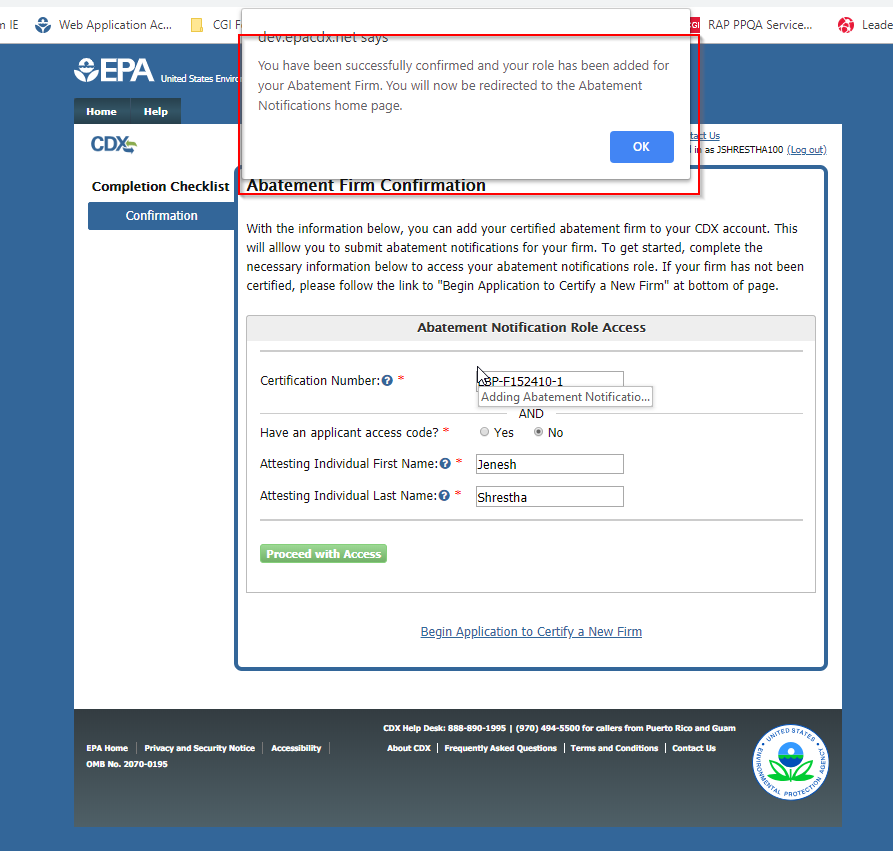 m IE
Web Application Ac...
CGI F
CGI
RAP PPQA Service...
Leade
dev.epacdx.net says
You have been successfully confirmed and your role has been added for
your Abatement Firm. You will now be redirected to the Abatement
Notifications home page.
OK
EPA United States Enviro
Home Help
tact Us
CDX
in as JSHRESTHA100 (Log out)
Completion Checklist
Confirmation
Abatement Firm Confirmation
With the information below, you can add your certified abatement firm to your CDX account. This
will alllow you to submit abatement notifications for your firm. To get started, complete the
necessary information below to access your abatement notifications role. If your firm has not been
certified, please follow the link to "Begin Application to Certify a New Firm" at bottom of page.
Abatement Notification Role Access
Certification Number:? * BP-F152410-1
Adding Abatement Notificatio...
AND
Have an applicant access code? * Yes No
Attesting Individual First Name:? * Jenesh
Attesting Individual Last Name:? * Shrestha
Proceed with Access
Begin Application to Certify a New Firm
CDX Help Desk: 888-890-1995 | (970) 494-5500 for callers from Puerto Rico and Guam
EPA Home | Privacy and Security Notice | Accessibility |
About CDX | Frequently Asked Questions | Terms and Conditions | Contact Us
OMB No. 2070-0195
UNITED STATES
ENVIRONMENTAL PROTECTION AGENCY